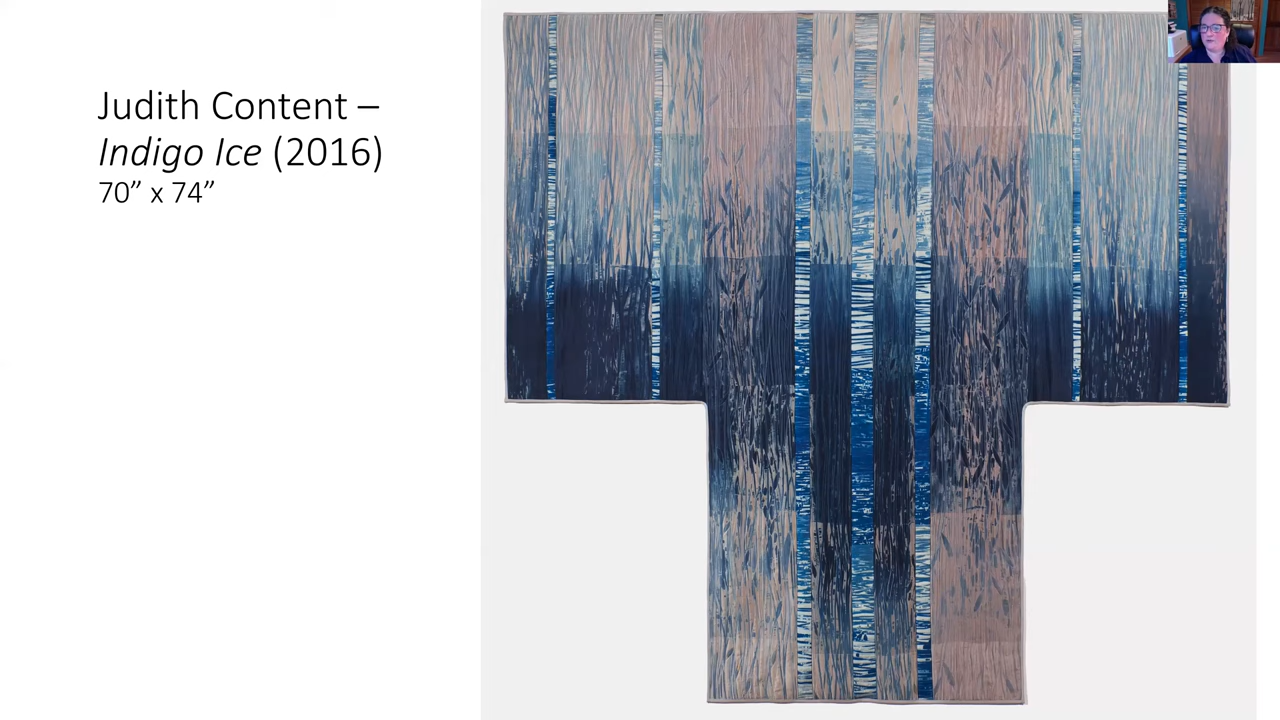 Judith Content –
Indigo Ice (2016)
70” x 74”